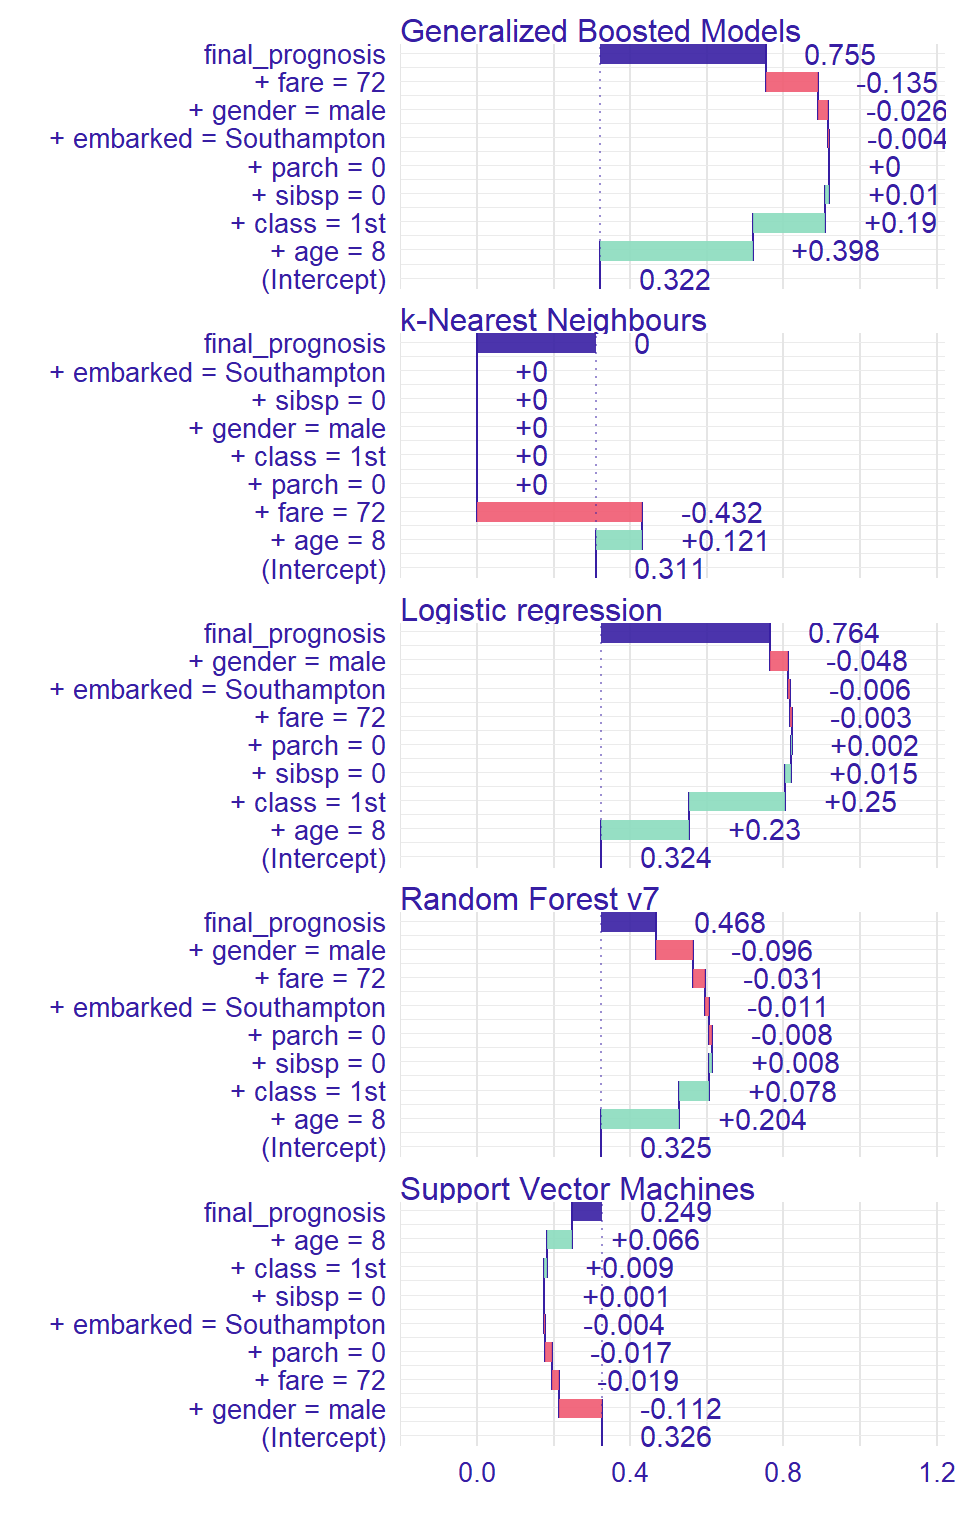 Generalized Boosted Models
final_prognosis 0.755
+ fare = 72 -0.135
+ gender = male -0.026
+ embarked = Southampton -0.004
+ parch = 0 +0
+ sibsp = 0 +0.01
+ class = 1st +0.19
+ age = 8 +0.398
(Intercept) 0.322
k-Nearest Neighbours
final_prognosis 0
+ embarked = Southampton +0
+ sibsp = 0 +0
+ gender = male +0
+ class = 1st +0
+ parch = 0 +0
+ fare = 72 -0.432
+ age = 8 +0.121
(Intercept) 0.311
Logistic regression
final_prognosis 0.764
+ gender = male -0.048
+ embarked = Southampton -0.006
+ fare = 72 -0.003
+ parch = 0 +0.002
+ sibsp = 0 +0.015
+ class = 1st +0.25
+ age = 8 +0.23
(Intercept) 0.324
Random Forest v7
final_prognosis 0.468
+ gender = male -0.096
+ fare = 72 -0.031
+ embarked = Southampton -0.011
+ parch = 0 -0.008
+ sibsp = 0 +0.008
+ class = 1st +0.078
+ age = 8 +0.204
(Intercept) 0.325
Support Vector Machines
final_prognosis 0.249
+ age = 8 +0.066
+ class = 1st +0.009
+ sibsp = 0 +0.001
+ embarked = Southampton -0.004
+ parch = 0 -0.017
+ fare = 72 -0.019
+ gender = male -0.112
(Intercept) 0.326
0.0 0.4 0.8 1.2